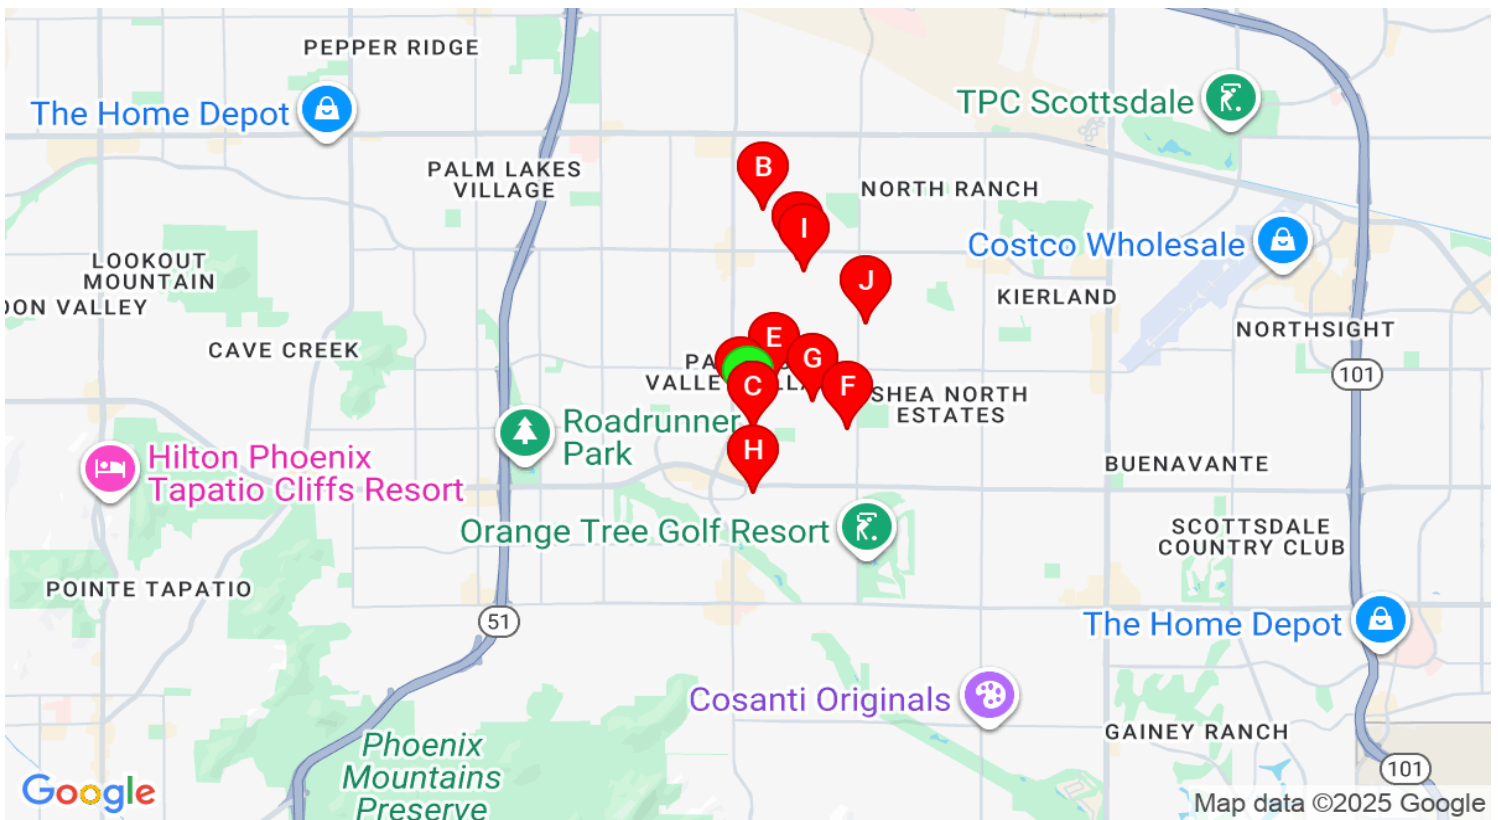 PEPPER RIDGE
The Home Depot
TPC Scottsdale
B
PALM LAKES
VILLAGE
NORTH RANCH
I
Costco Wholesale
LOOKOUT
MOUNTAIN
J
KIERLAND
NORTHSIGHT
CAVE CREEK
E
G
101
C
F
SHEA NORTH
ESTATES
Roadrunner
Park
H
Hilton Phoenix
Tapatio Cliffs Resort
BUENAVANTE
Orange Tree Golf Resort
SCOTTSDALE
COUNTRY CLUB
POINTE TAPATIO
51
The Home Depot
Cosanti Originals
GAINEY RANCH
Phoenix
Mountains
Preserve
101
Google
Map data ©2025 Google